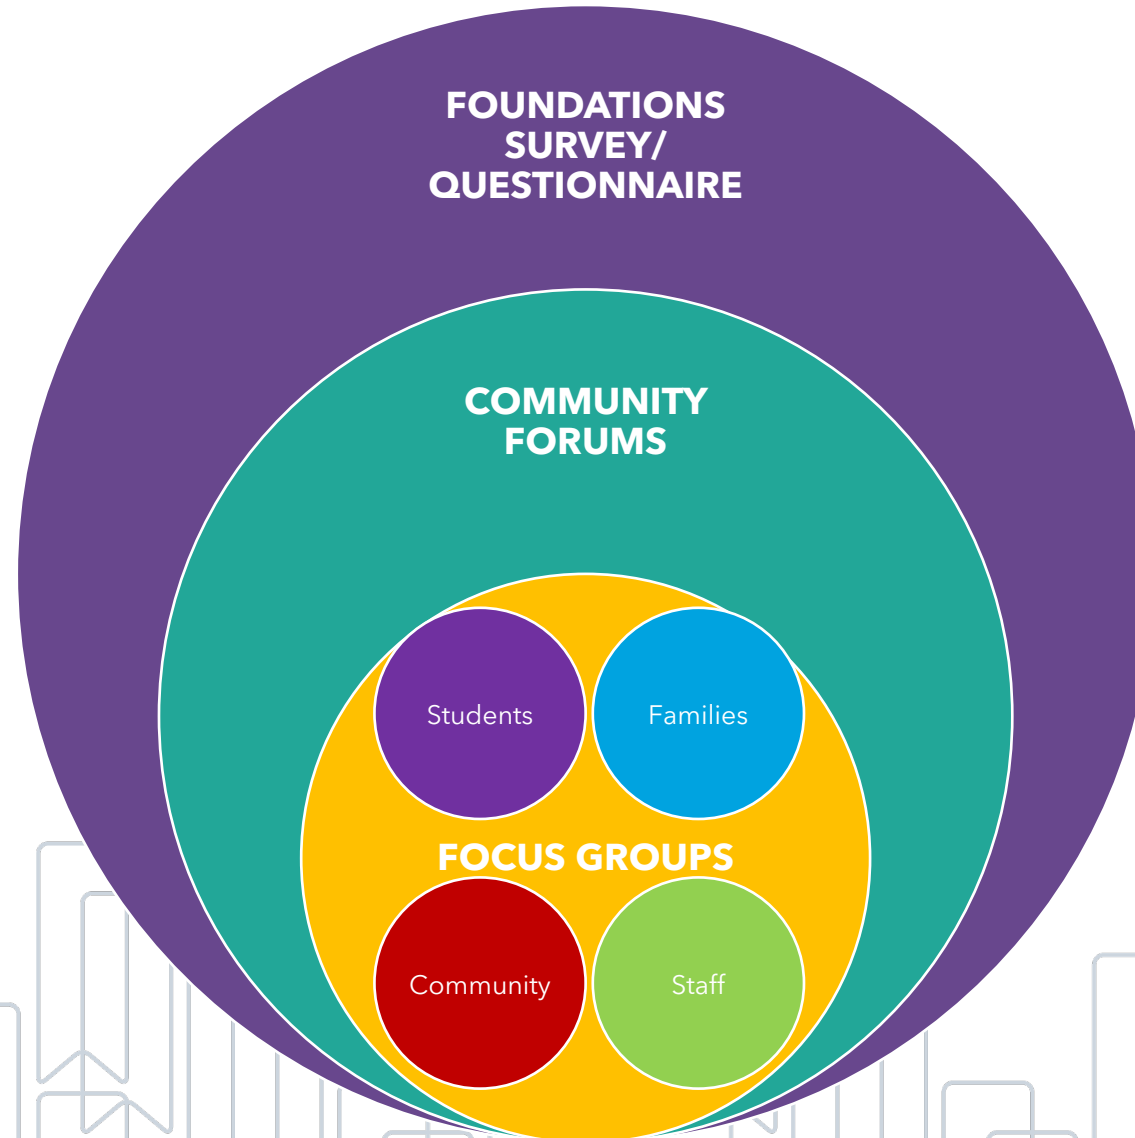 FOUNDATIONS
SURVEY/
QUESTIONNAIRE
COMMUNITY
FORUMS
Students
Families
FOCUS GROUPS
Community
Staff